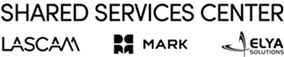 SHARED SERVICES CENTER
LASCAM MARK ELYA
SOLUTIONS